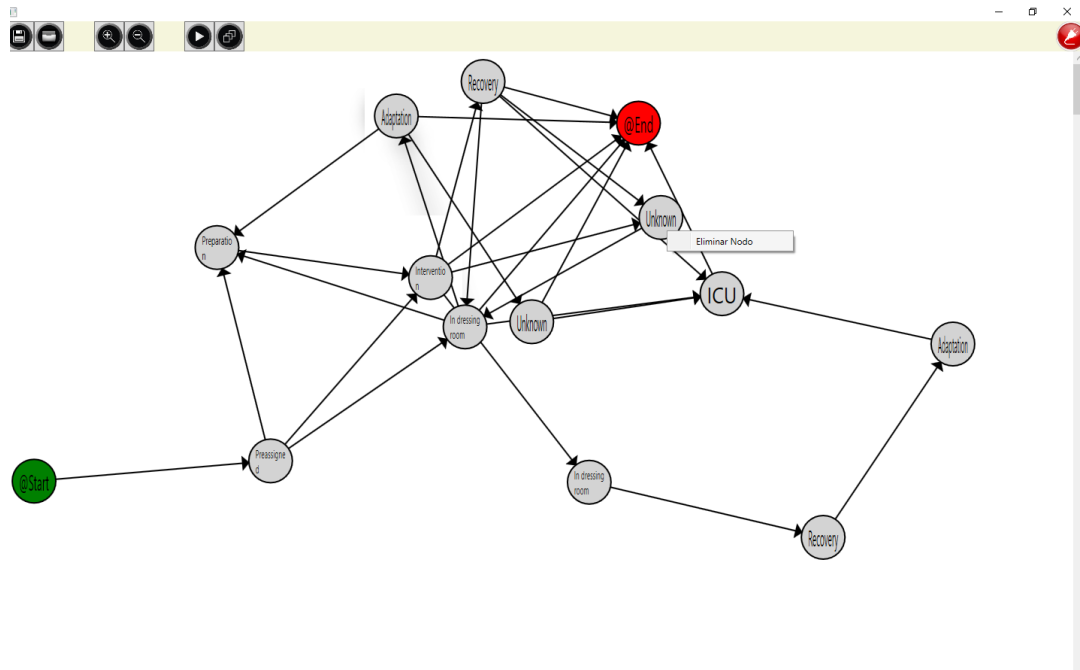 Recovery
Adaptation
@End
Unknown
Eliminar Nodo
Preparatio
n
Interventio
n
ICU
In dressing
room
Unknown
Adaptation
Preassigne
d
@Start
In dressing
room
Recovery